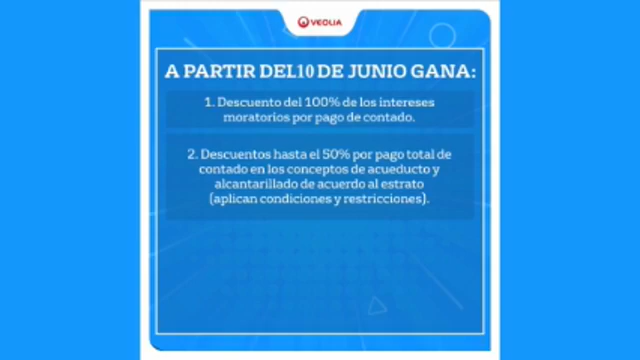 VEOLIA
A PARTIR DEL10 DE JUNIO GANA:
1. Descuento del 100% de los intereses
moratorios por pago de contado.
2. Descuentos hasta el 50% por pago total de
contado en los conceptos de acueducto y
alcantarillado de acuerdo al estrato
(aplican condiciones y restricciones).